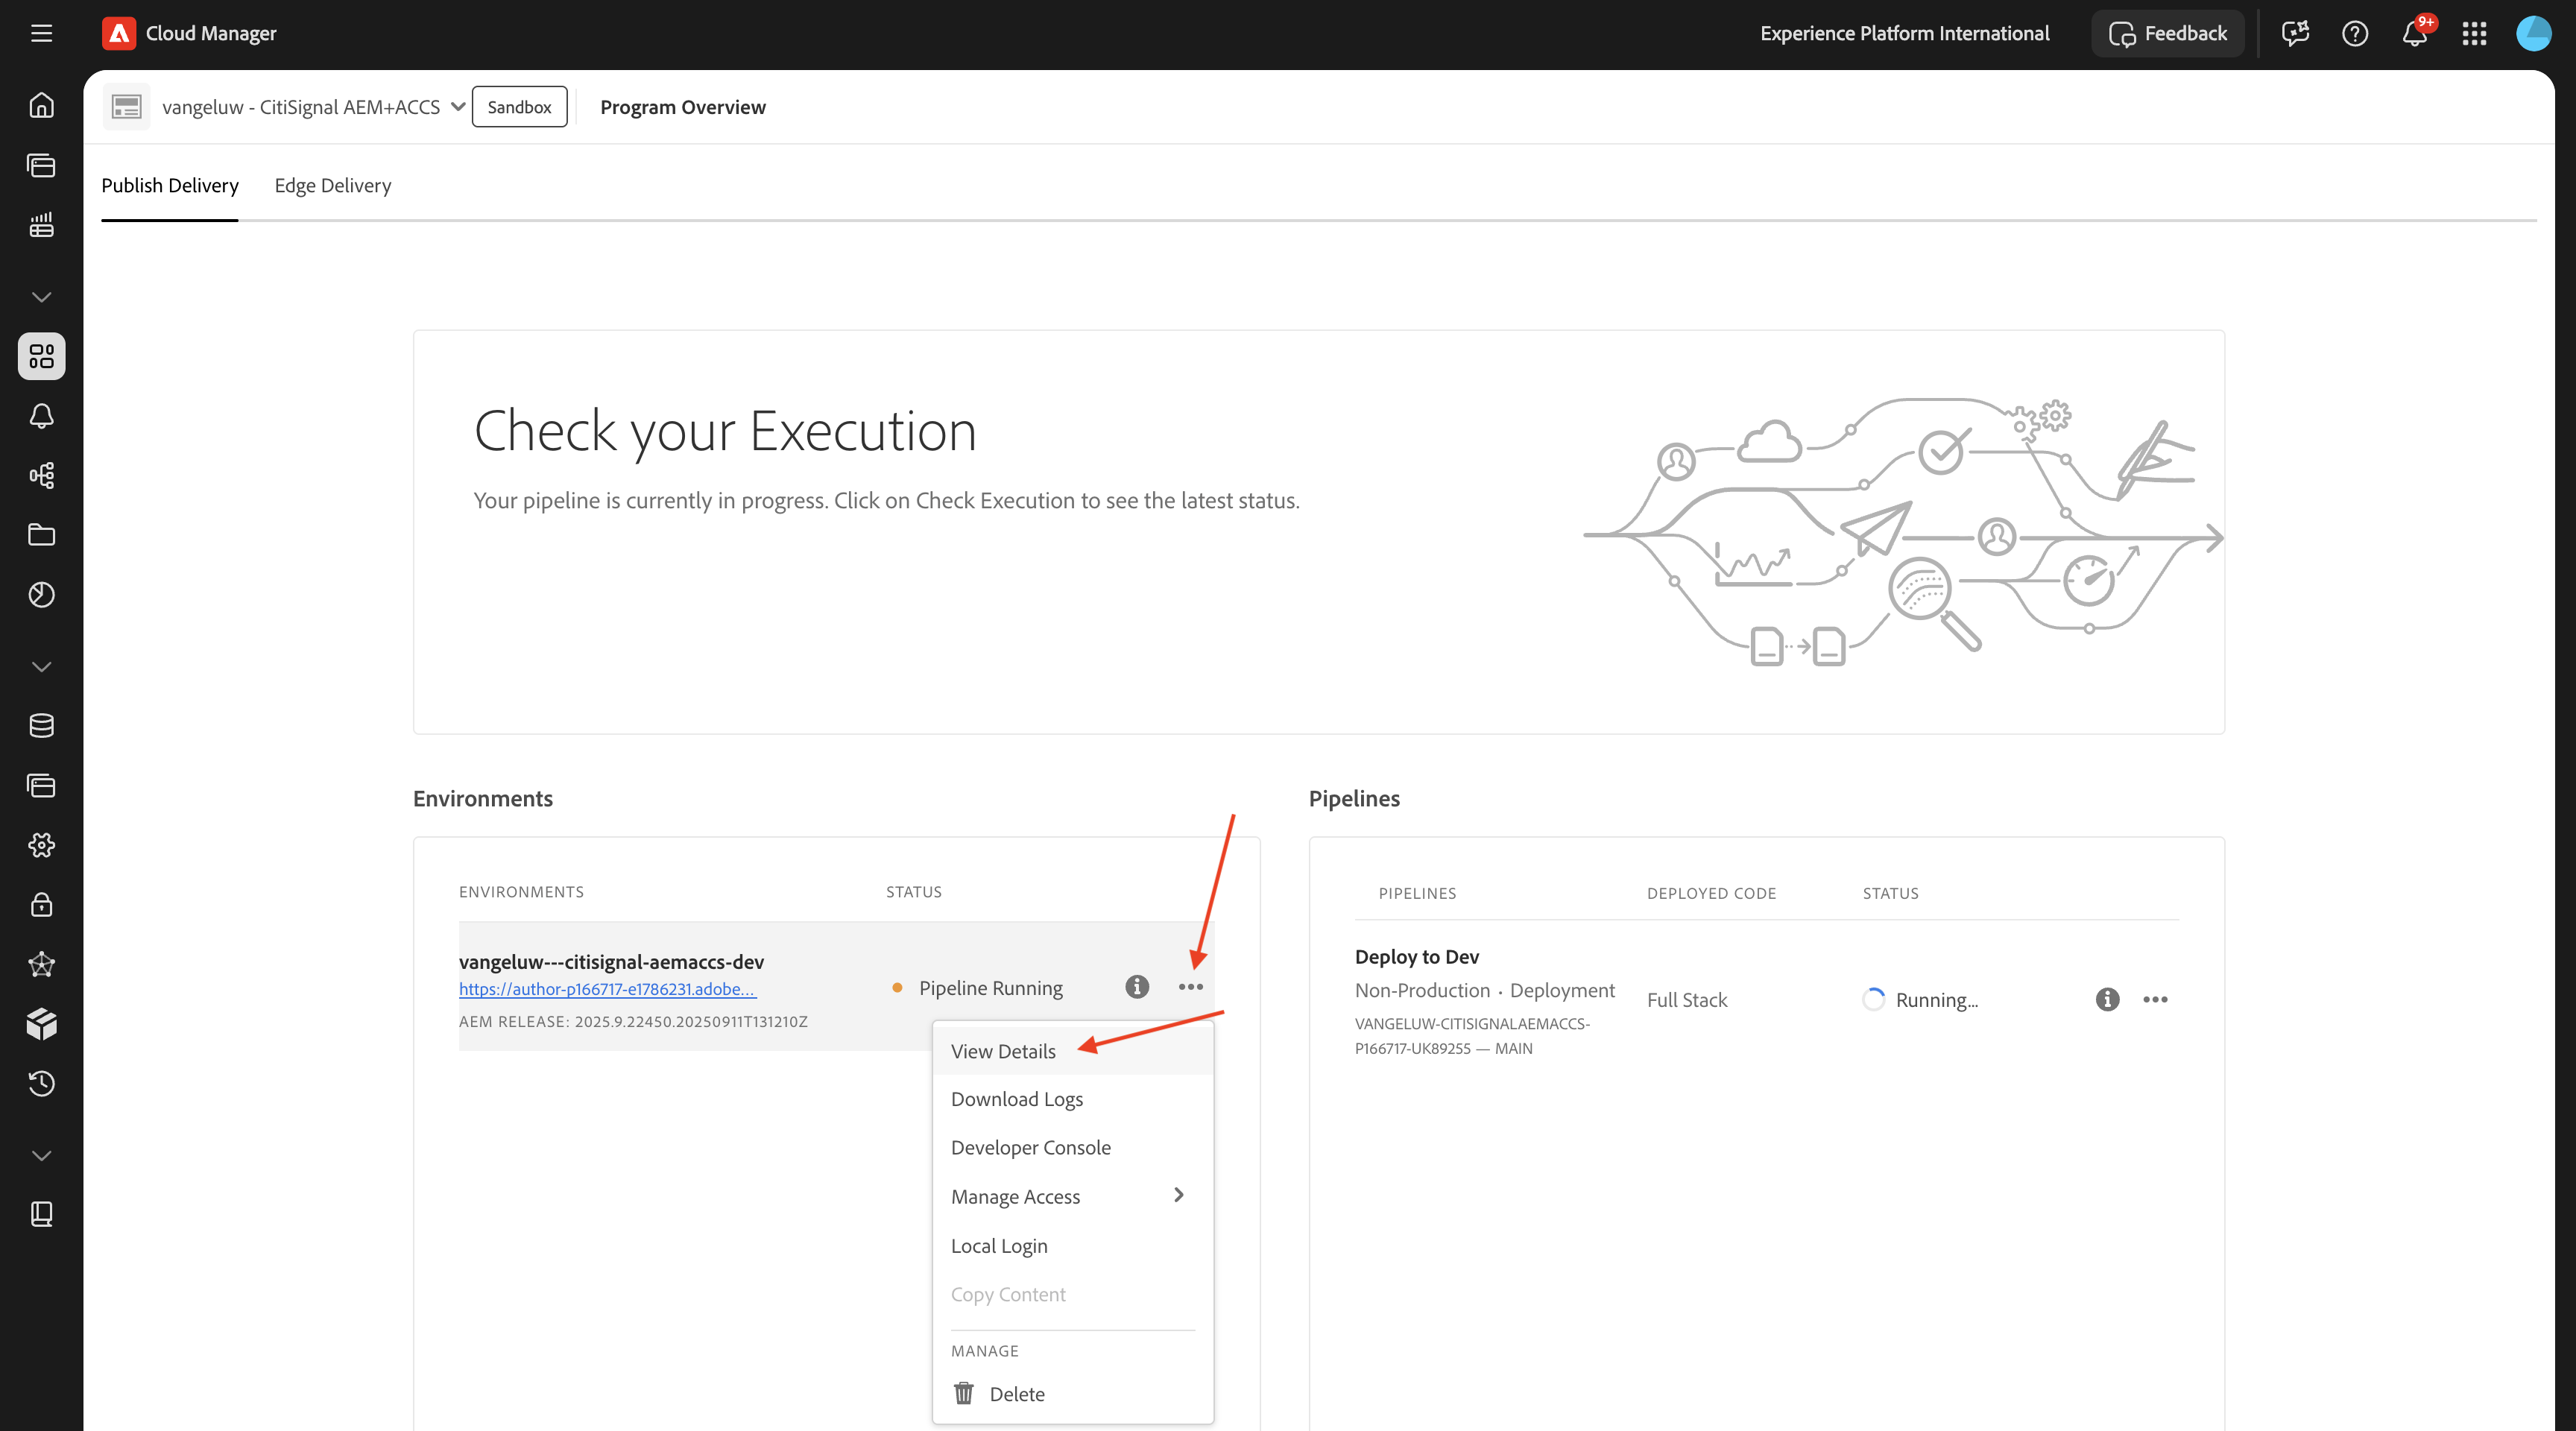 Cloud Manager
Experience Platform International
Feedback
9+
vangeluw - CitiSignal AEM+ACCS
Sandbox
Program Overview
Publish Delivery
Edge Delivery
Check your Execution
Your pipeline is currently in progress. Click on Check Execution to see the latest status.
Environments
ENVIRONMENTS
STATUS
vangeluw---citisignal-aemaccs-dev
https://author-p166717-e1786231.adobe...
Pipeline Running
AEM RELEASE: 2025.9.22450.20250911T131210Z
View Details
Download Logs
Developer Console
Manage Access
Local Login
Copy Content
MANAGE
Delete
Pipelines
PIPELINES
DEPLOYED CODE
STATUS
Deploy to Dev
Non-Production · Deployment
Full Stack
Running...
VANGELUW-CITISIGNALAEMACCS-
P166717-UK89255 — MAIN